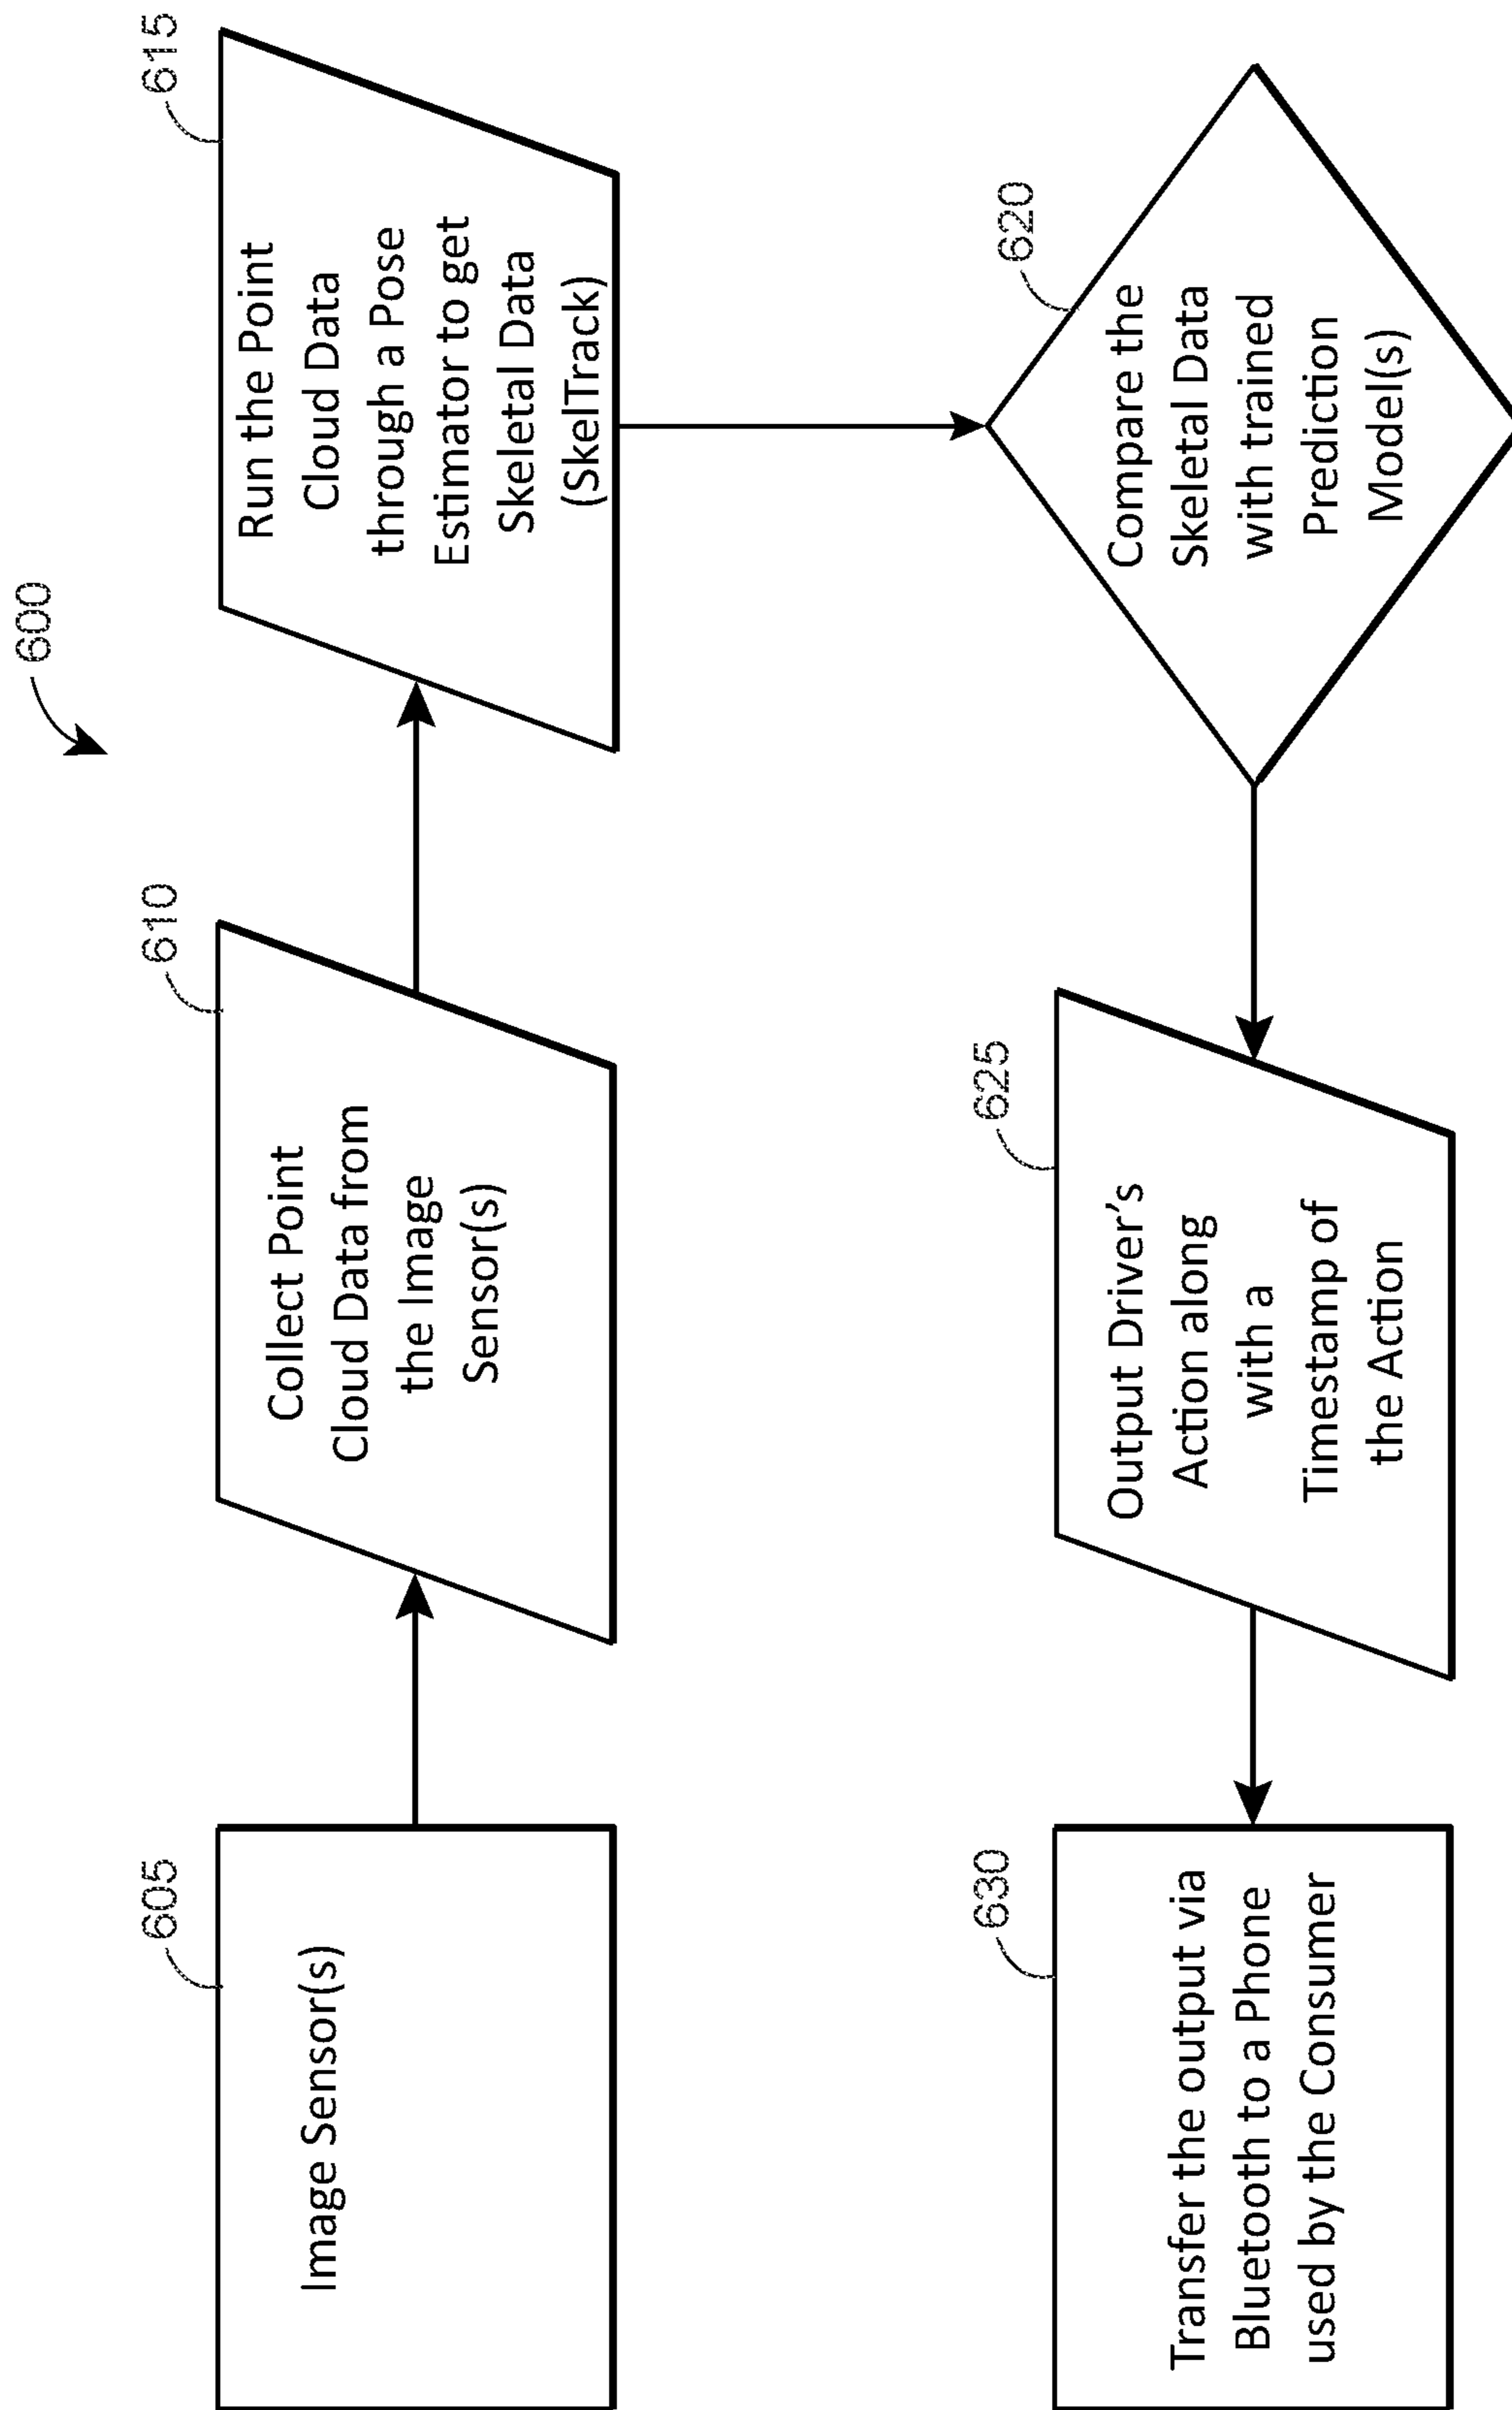 600
605
Image Sensor(s)
610
Collect Point
Cloud Data from
the Image
Sensor(s)
615
Run the Point
Cloud Data
through a Pose
Estimator to get
Skeletal Data
(SkelTrack)
620
Compare the
Skeletal Data
with trained
Prediction
Model(s)
625
Output Driver’s
Action along
with a
Timestamp of
the Action
630
Transfer the output via
Bluetooth to a Phone
used by the Consumer